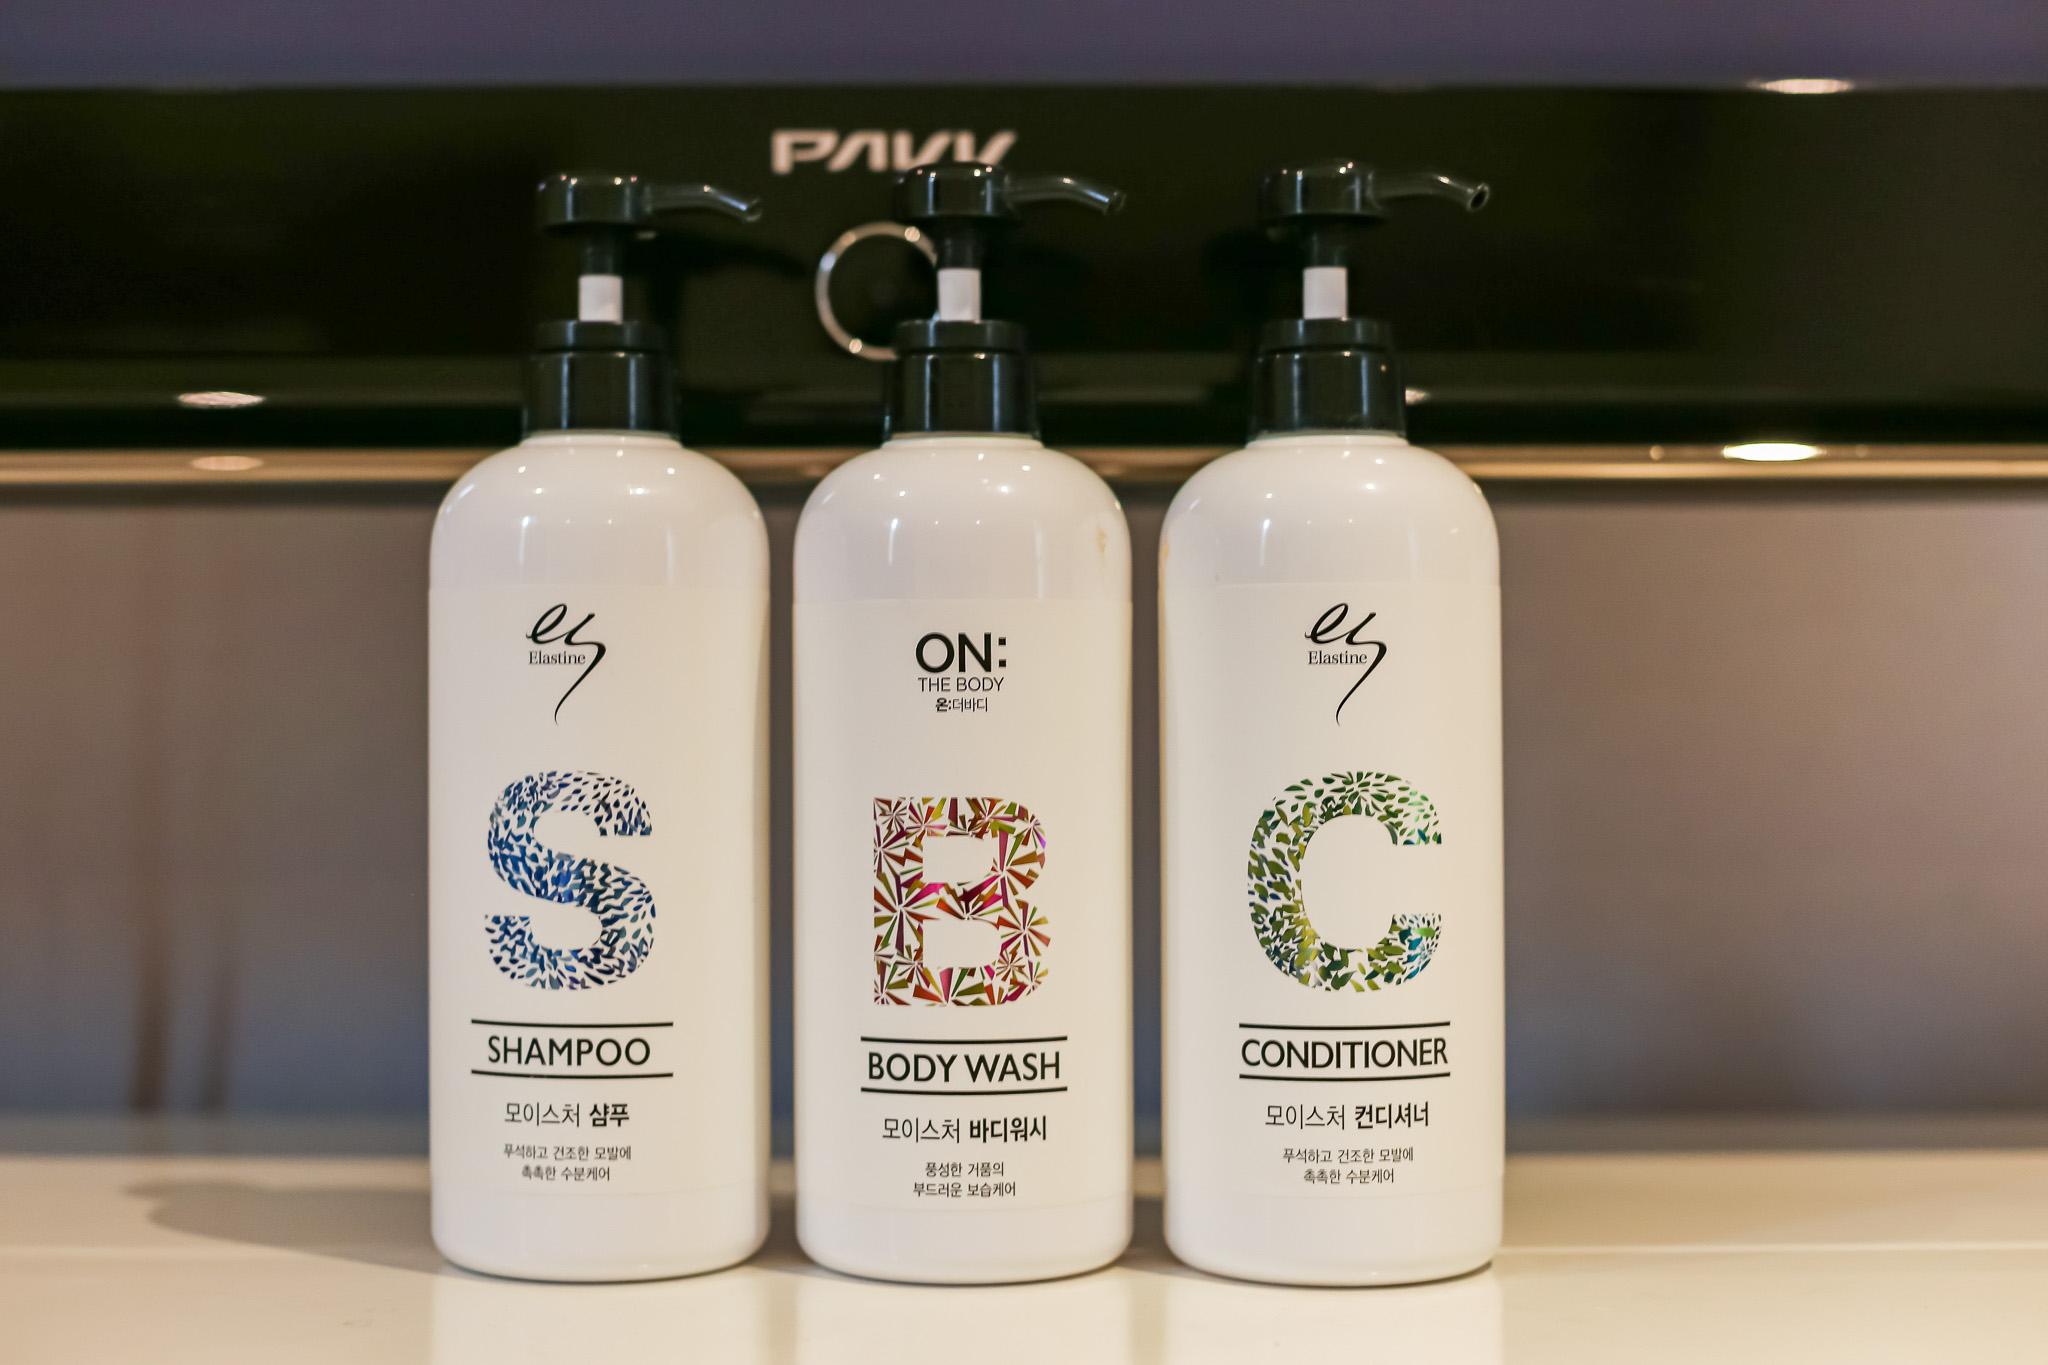 PAVV
Elastine
S
SHAMPOO
모이스처 샴푸
푸석하고 건조한 모발에
촉촉한 수분케어
ON:
THE BODY
온:더바디
B
BODY WASH
모이스처 바디워시
풍성한 거품의
부드러운 보습케어
Elastine
C
CONDITIONER
모이스처 컨디셔너
푸석하고 건조한 모발에
촉촉한 수분케어